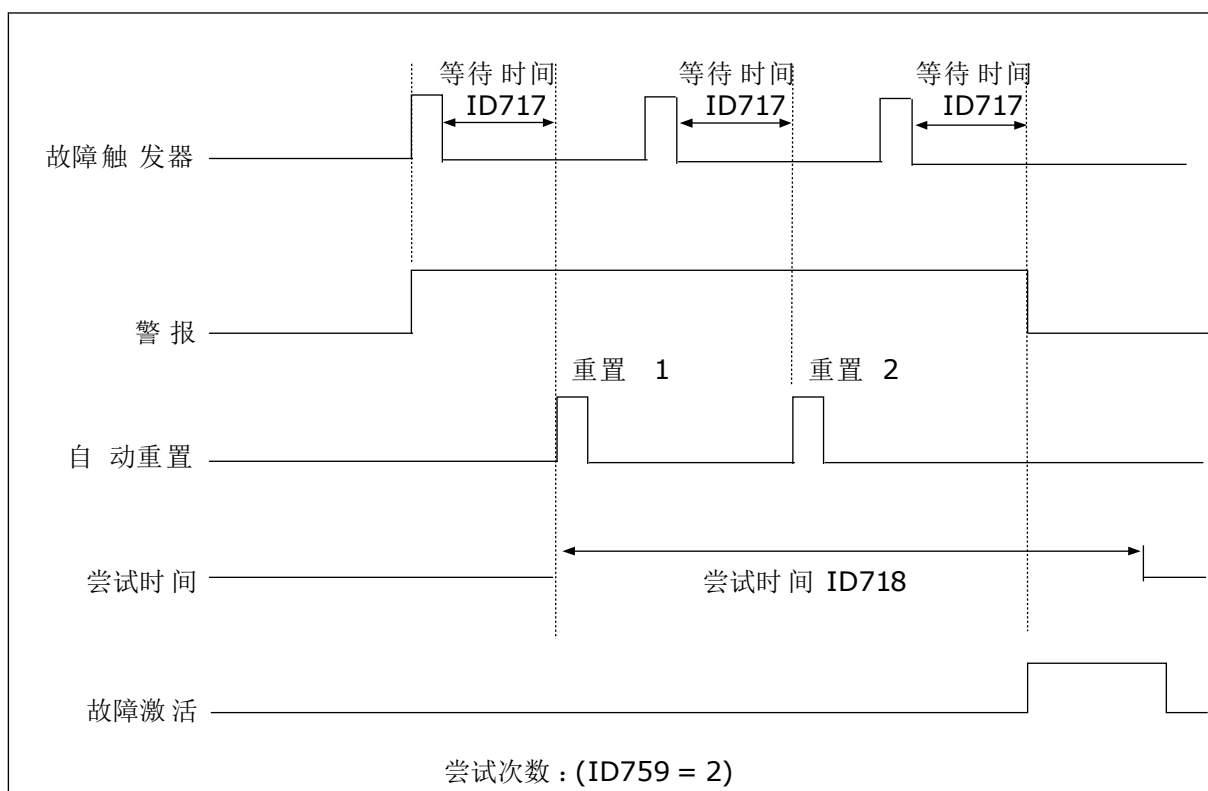 等待时间 等待时间 等待时间
ID717 ID717 ID717
故障触发器
警报
重置 1 重置 2
自动重置
尝试时间 尝试时间 ID718
故障激活
尝试次数:(ID759 = 2)